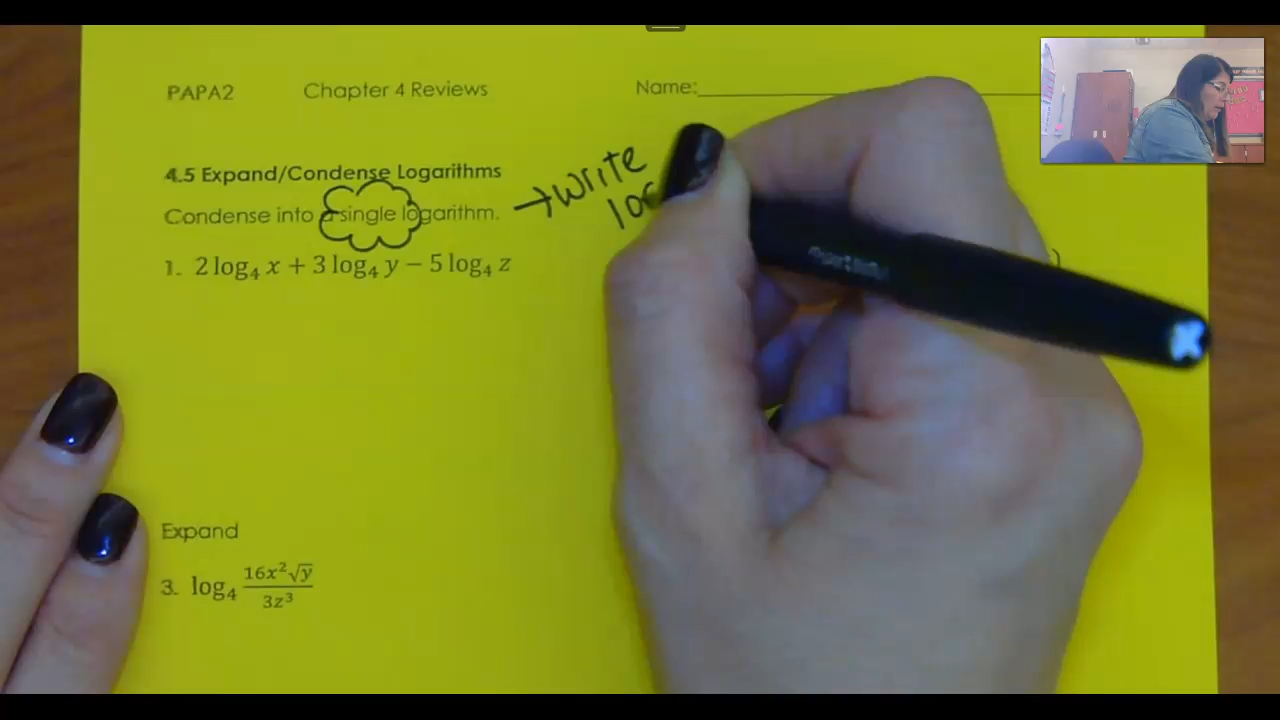 PAPA2 Chapter 4 Reviews Name:
4.5 Expand/Condense Logarithms
Condense into a single logarithm. → write
lo
1. 2 log₄ x + 3 log₄ y − 5 log₄ z
)
Expand
3. log₄ 16x²√y / 3z³